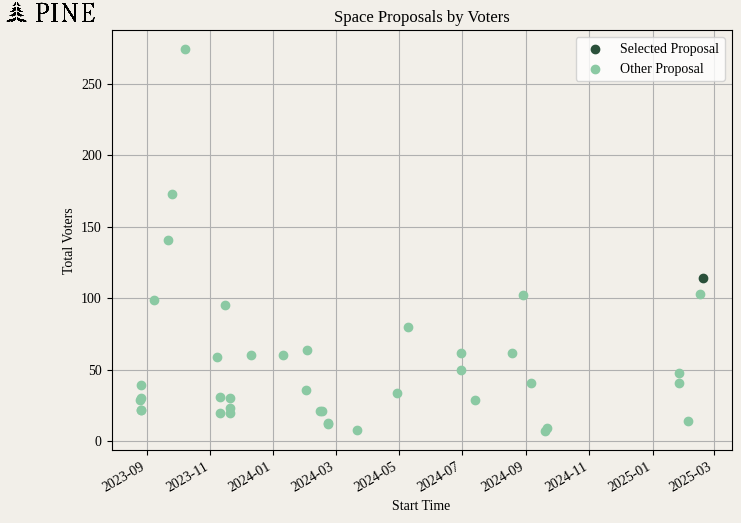 PINE
Space Proposals by Voters
Selected Proposal
Other Proposal
Total Voters
250
200
150
100
50
0
2023-09
2023-11
2024-01
2024-03
2024-05
2024-07
2024-09
2024-11
2025-01
2025-03
Start Time